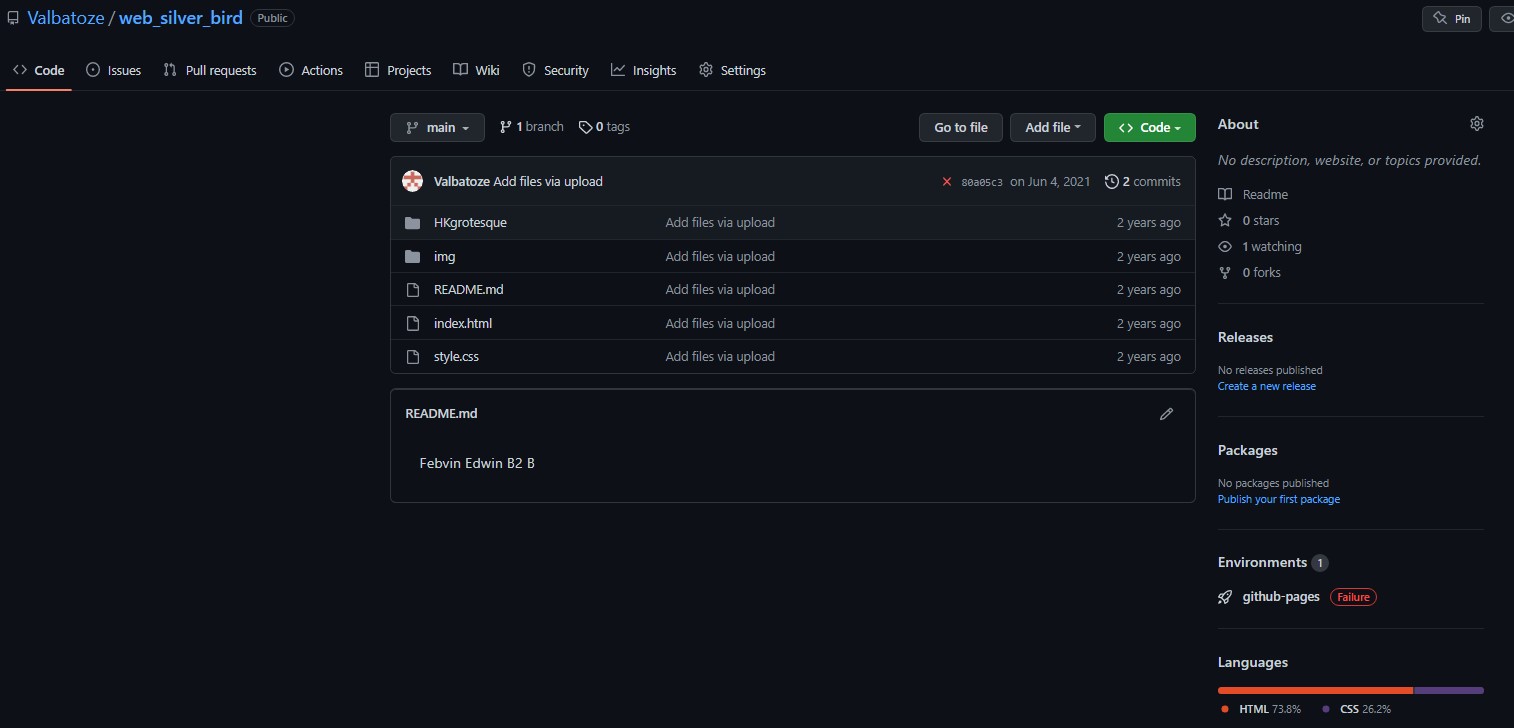 Valbatoze / web_silver_bird Public
Pin
Code Issues Pull requests Actions Projects Wiki Security Insights Settings
main 1 branch 0 tags Go to file Add file Code
Valbatoze Add files via upload 80a05c3 on Jun 4, 2021 2 commits
HKgrotesque Add files via upload 2 years ago
img Add files via upload 2 years ago
README.md Add files via upload 2 years ago
index.html Add files via upload 2 years ago
style.css Add files via upload 2 years ago
README.md
Febvin Edwin B2 B
About
No description, website, or topics provided.
Readme
0 stars
1 watching
0 forks
Releases
No releases published
Create a new release
Packages
No packages published
Publish your first package
Environments 1
github-pages Failure
Languages
HTML 73.8% CSS 26.2%